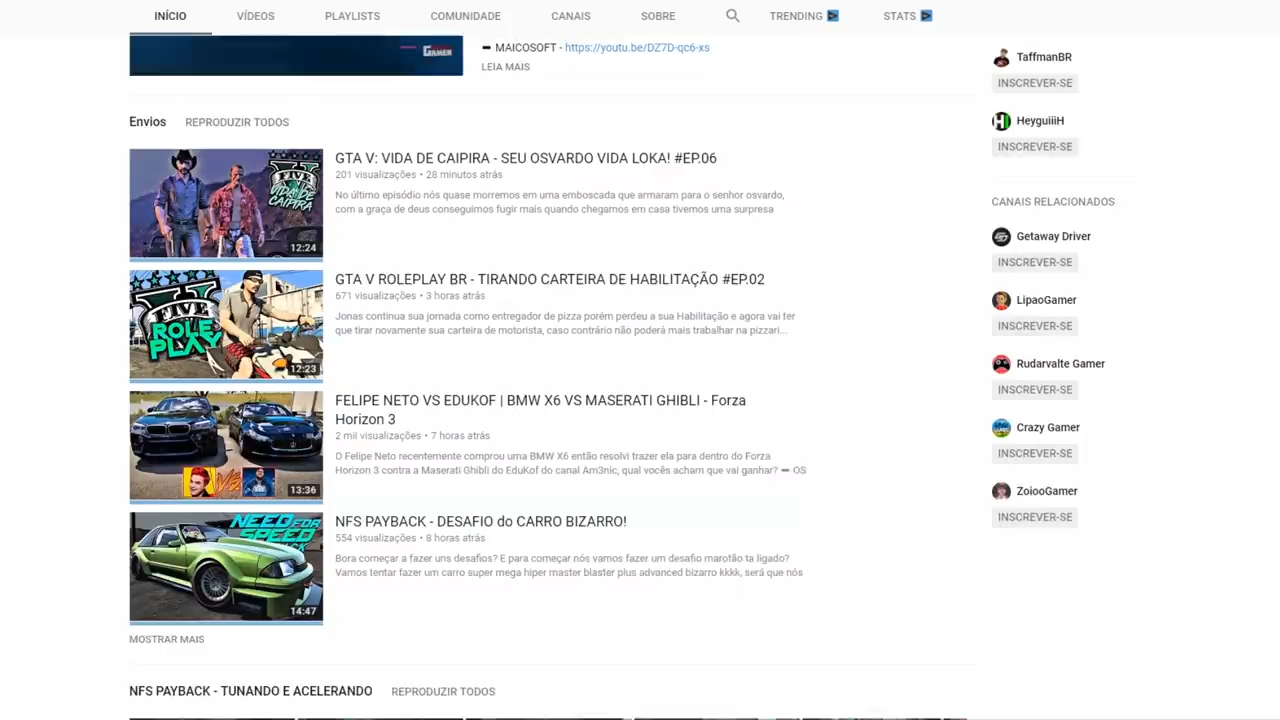 INÍCIO VÍDEOS PLAYLISTS COMUNIDADE CANAIS SOBRE TRENDING STATS
GAMER
➡ MAICOSOFT - https://youtu.be/DZ7D-qc6-xs
LEIA MAIS
Envios REPRODUZIR TODOS
V FIVE
VIDA DE
CAIPIRA
12:24
GTA V: VIDA DE CAIPIRA - SEU OSVARDO VIDA LOKA! #EP.06
201 visualizações • 28 minutos atrás
No último episódio nós quase morremos em uma emboscada que armaram para o senhor osvardo,
com a graça de deus conseguimos fugir mais quando chegamos em casa tivemos uma surpresa
V
FIVE
ROLE
PLAY
12:23
GTA V ROLEPLAY BR - TIRANDO CARTEIRA DE HABILITAÇÃO #EP.02
671 visualizações • 3 horas atrás
Jonas continua sua jornada como entregador de pizza porém perdeu a sua Habilitação e agora vai ter
que tirar novamente sua carteira de motorista, caso contrário não poderá mais trabalhar na pizzari...
VS
13:36
FELIPE NETO VS EDUKOF | BMW X6 VS MASERATI GHIBLI - Forza
Horizon 3
2 mil visualizações • 7 horas atrás
O Felipe Neto recentemente comprou uma BMW X6 então resolvi trazer ela para dentro do Forza
Horizon 3 contra a Maserati Ghibli do EduKof do canal Am3nic, qual vocês acham que vai ganhar? ➡ OS
NEED FOR
SPEED
14:47
NFS PAYBACK - DESAFIO do CARRO BIZARRO!
554 visualizações • 8 horas atrás
Bora começar a fazer uns desafios? E para começar nós vamos fazer um desafio marotão ta ligado?
Vamos tentar fazer um carro super mega hiper master blaster plus advanced bizarro kkkk, será que nós
MOSTRAR MAIS
NFS PAYBACK - TUNANDO E ACELERANDO REPRODUZIR TODOS
TaffmanBR
INSCREVER-SE
HeyguiiiH
INSCREVER-SE
CANAIS RELACIONADOS
Getaway Driver
INSCREVER-SE
LipaoGamer
INSCREVER-SE
Rudarvalte Gamer
INSCREVER-SE
Crazy Gamer
INSCREVER-SE
ZoiooGamer
INSCREVER-SE